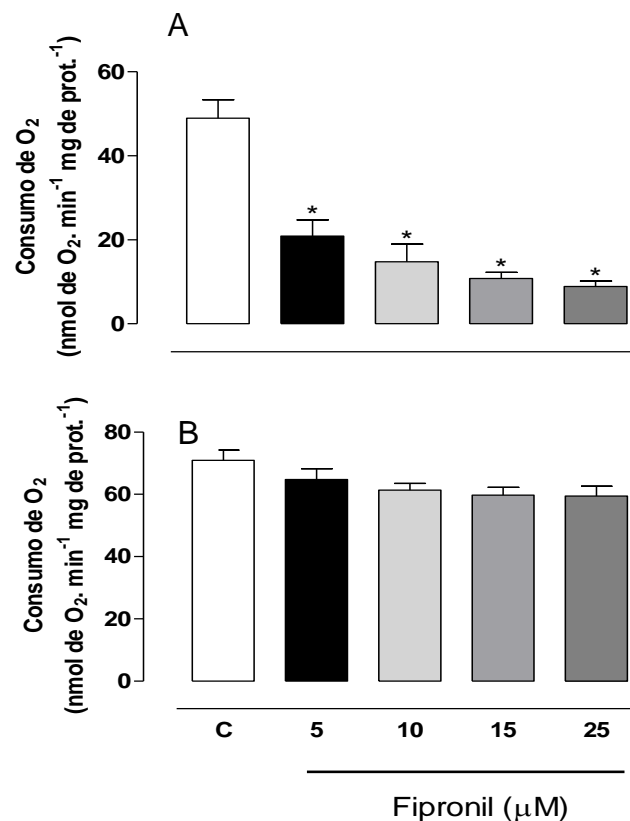 A
Consumo de O₂
(nmol de O₂. min⁻¹ mg de prot.⁻¹)
60
40
20
0
*
*
*
*
B
Consumo de O₂
(nmol de O₂. min⁻¹ mg de prot.⁻¹)
80
60
40
20
0
C 5 10 15 25
Fipronil (μM)